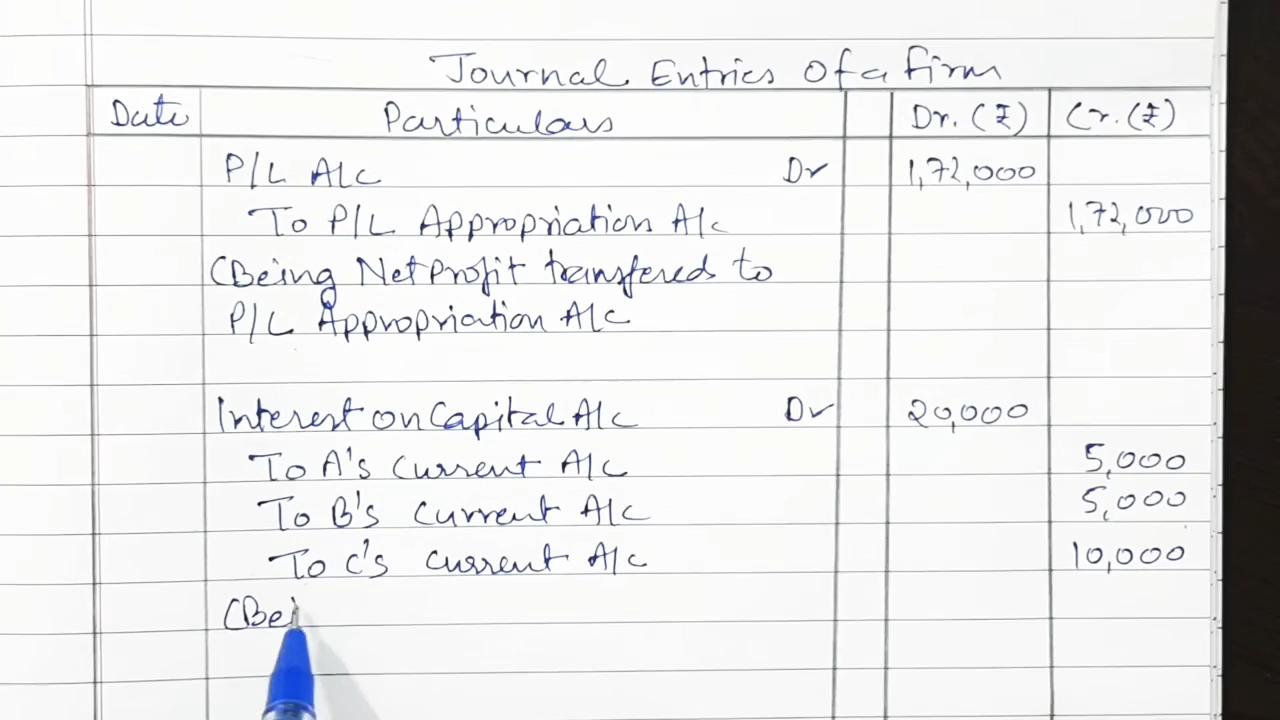 Journal Entries Of a firm
Date Particulars Dr. (₹) Cr. (₹)
P/L A/c Dr 1,72,000
To P/L Appropriation A/c 1,72,000
(Being Net Profit transfered to
P/L Appropriation A/c
Interest on Capital A/c Dr 20,000
To A's Current A/c 5,000
To B's Current A/c 5,000
To C's Current A/c 10,000
(Bei